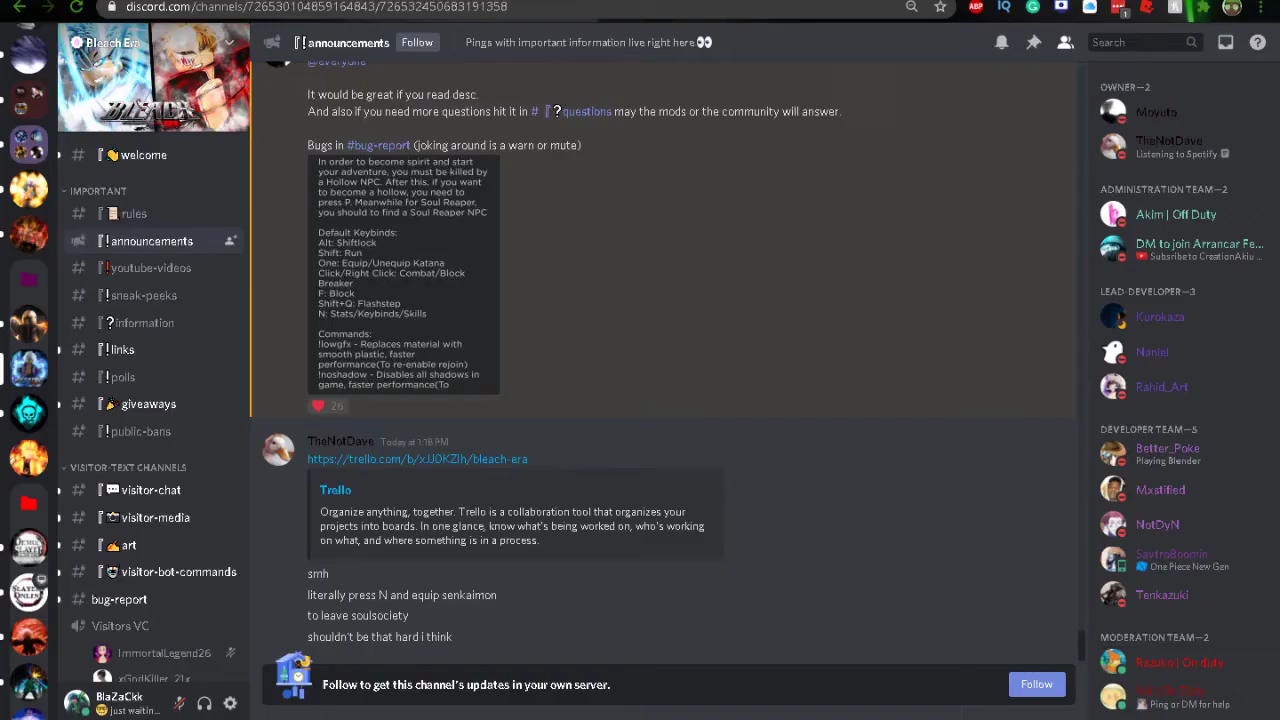 discord.com/channels/726530104859164843/726532450683191358
Bleach Era
BLEACH
welcome
IMPORTANT
rules
announcements
youtube-videos
sneak-peeks
information
links
polls
giveaways
public-bans
VISITOR-TEXT CHANNELS
visitor-chat
visitor-media
art
visitor-bot-commands
bug-report
Visitors VC
ImmortalLegend26
xGodKiller_21x
BlaZaCkk
just waitin...
announcements
Follow
Pings with important information live right here
Search
@everyone
It would be great if you read desc.
And also if you need more questions hit it in # questions may the mods or the community will answer.
Bugs in #bug-report (joking around is a warn or mute)
In order to become spirit and start
your adventure, you must be killed by
a Hollow NPC. After this, if you want
to become a hollow, you need to
press P. Meanwhile for Soul Reaper,
you should to find a Soul Reaper NPC
Default Keybinds:
Alt: Shiftlock
Shift: Run
One: Equip/Unequip Katana
Click/Right Click: Combat/Block
Breaker
F: Block
Shift+Q: Flashstep
N: Stats/Keybinds/Skills
Commands:
!lowgfx - Replaces material with
smooth plastic, faster
performance(To re-enable rejoin)
!noshadow - Disables all shadows in
game, faster performance(To
26
TheNotDave Today at 1:18 PM
https://trello.com/b/xJJDKZIh/bleach-era
Trello
Organize anything, together. Trello is a collaboration tool that organizes your
projects into boards. In one glance, know what's being worked on, who's working
on what, and where something is in a process.
smh
literally press N and equip senkaimon
to leave soulsociety
shouldn't be that hard i think
Follow to get this channel's updates in your own server.
Follow
OWNER—2
Moyuto
TheNotDave
Listening to Spotify
ADMINISTRATION TEAM—2
Akim | Off Duty
DM to join Arrancar Fe...
Subsribe to CreationAkiu
LEAD-DEVELOPER—3
Kurokaza
Naniel
Rahid_Art
DEVELOPER TEAM—5
Better_Poke
Playing Blender
Mxstified
NotDyN
SavtroBoomin
One Piece New Gen
Tenkazuki
MODERATION TEAM—2
Razuko | On duty
Ping or DM for help